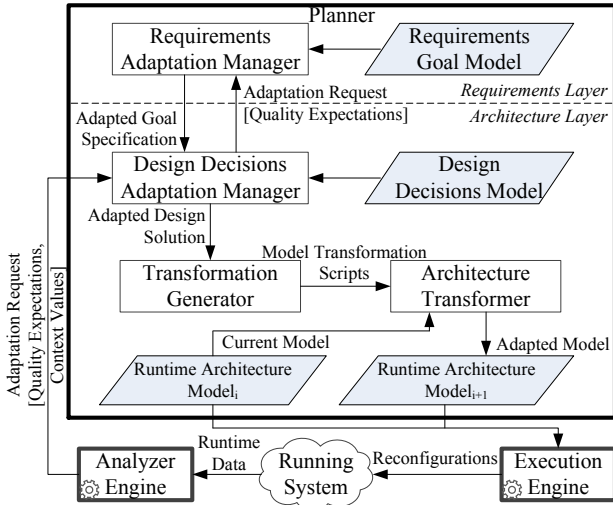 Planner
Requirements
Adaptation Manager
Requirements
Goal Model
Adaptation Request
[Quality Expectations]
Requirements Layer
Architecture Layer
Adapted Goal
Specification
Design Decisions
Adaptation Manager
Design
Decisions Model
Adapted Design
Solution
Model Transformation
Scripts
Transformation
Generator
Architecture
Transformer
Current Model
Adapted Model
Runtime Architecture
Modelᵢ
Runtime Architecture
Modelᵢ₊₁
Adaptation Request
[Quality Expectations,
Context Values]
Analyzer
Engine
Runtime
Data
Running
System
Reconfigurations
Execution
Engine